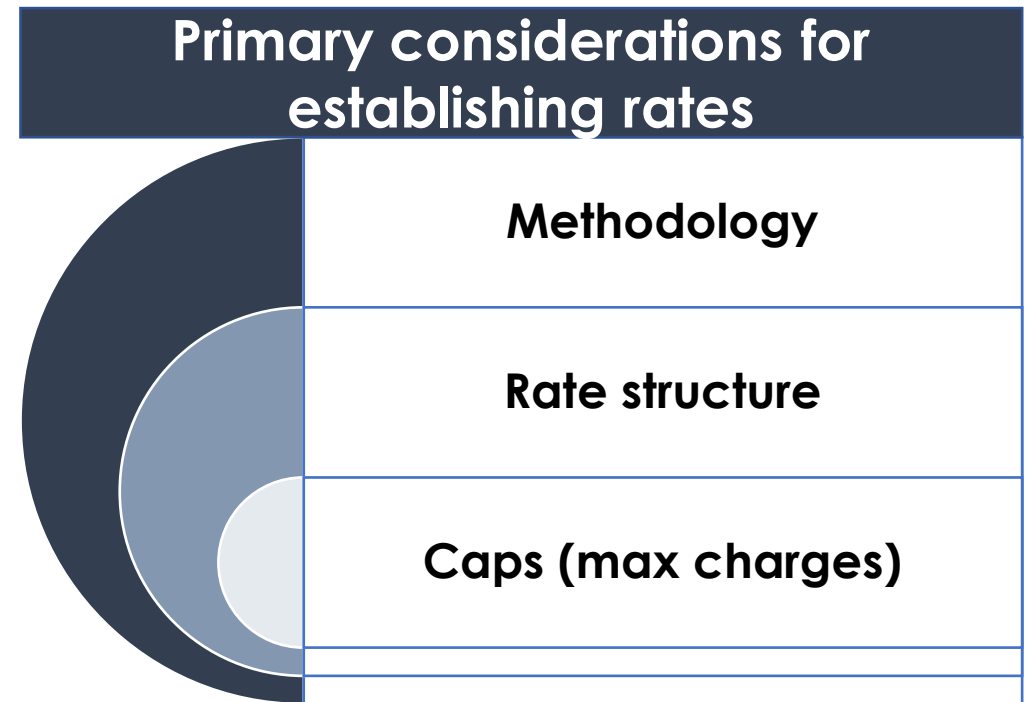 Primary considerations for
establishing rates
Methodology
Rate structure
Caps (max charges)